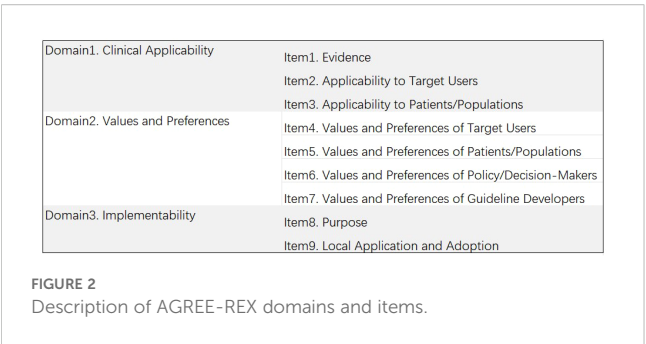 Domain1. Clinical Applicability
Item1. Evidence
Item2. Applicability to Target Users
Item3. Applicability to Patients/Populations
Domain2. Values and Preferences
Item4. Values and Preferences of Target Users
Item5. Values and Preferences of Patients/Populations
Item6. Values and Preferences of Policy/Decision-Makers
Item7. Values and Preferences of Guideline Developers
Domain3. Implementability
Item8. Purpose
Item9. Local Application and Adoption
FIGURE 2
Description of AGREE-REX domains and items.